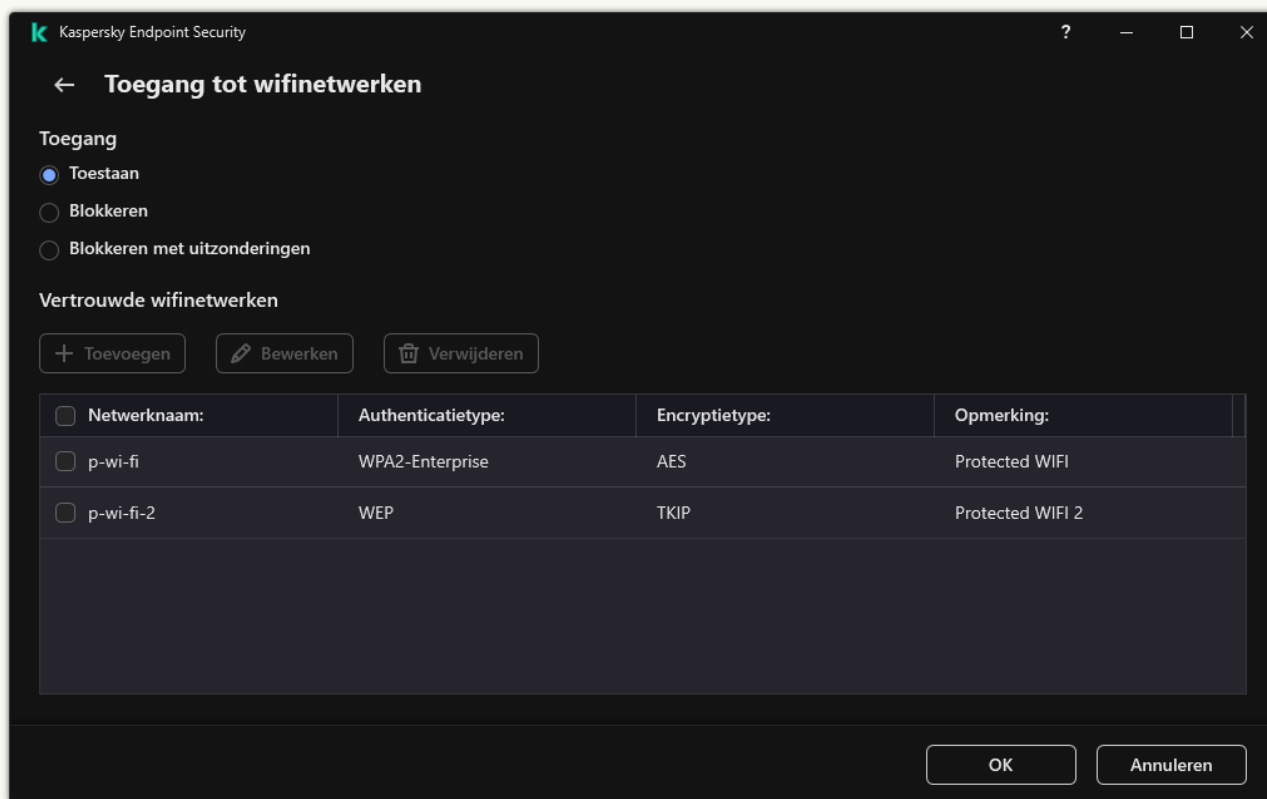 Kaspersky Endpoint Security ?
Toegang tot wifinetwerken
Toegang
Toestaan
Blokkeren
Blokkeren met uitzonderingen
Vertrouwde wifinetwerken
Toevoegen Bewerken Verwijderen
Netwerknaam: Authenticatietype: Encryptietype: Opmerking:
p-wi-fi WPA2-Enterprise AES Protected WIFI
p-wi-fi-2 WEP TKIP Protected WIFI 2
OK Annuleren